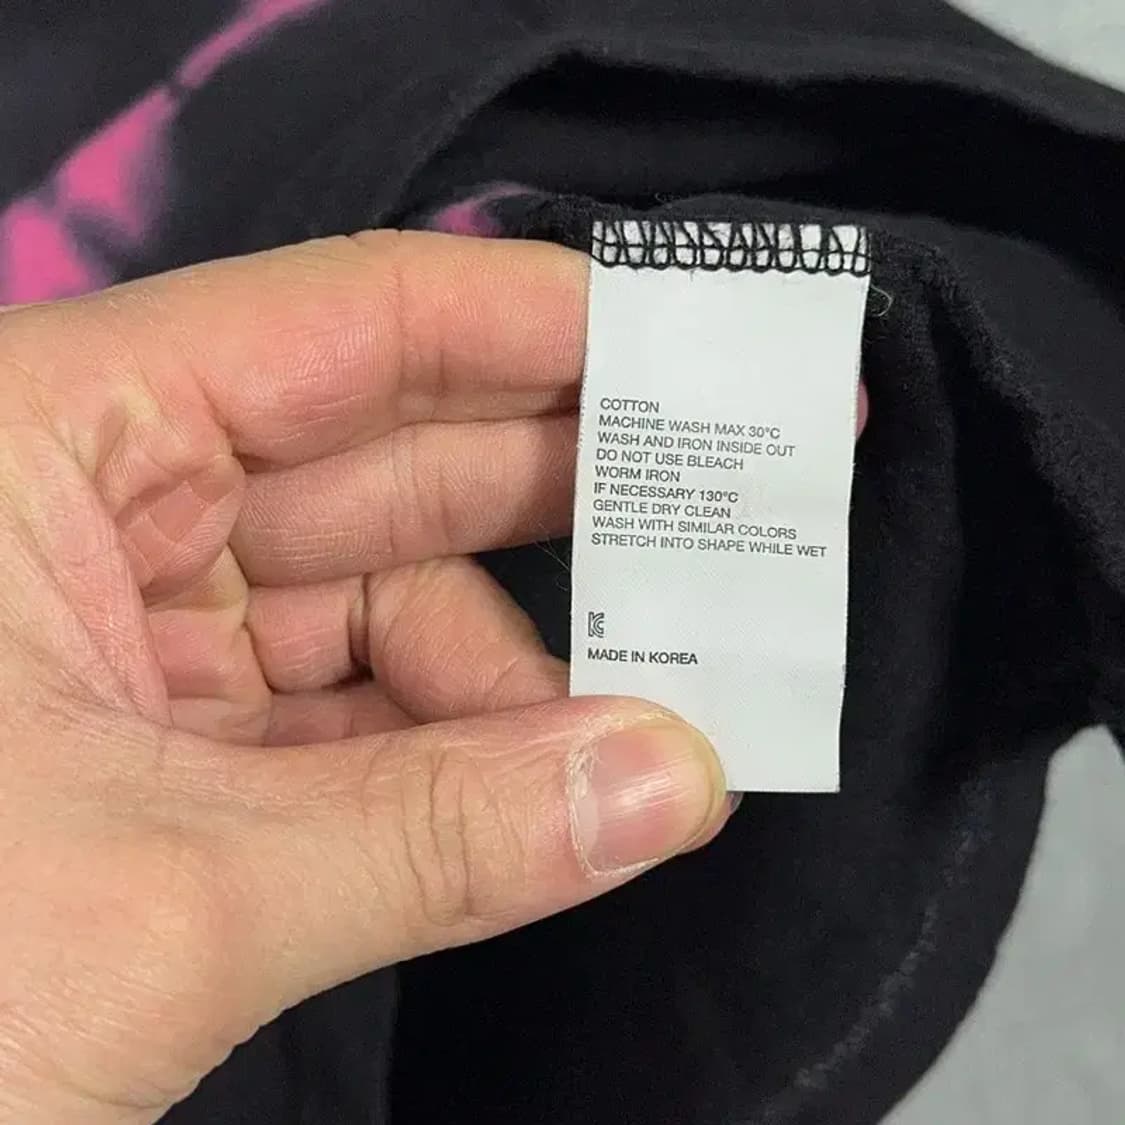 COTTON
MACHINE WASH MAX 30°C
WASH AND IRON INSIDE OUT
DO NOT USE BLEACH
WORM IRON
IF NECESSARY 130°C
GENTLE DRY CLEAN
WASH WITH SIMILAR COLORS
STRETCH INTO SHAPE WHILE WET
KC
MADE IN KOREA